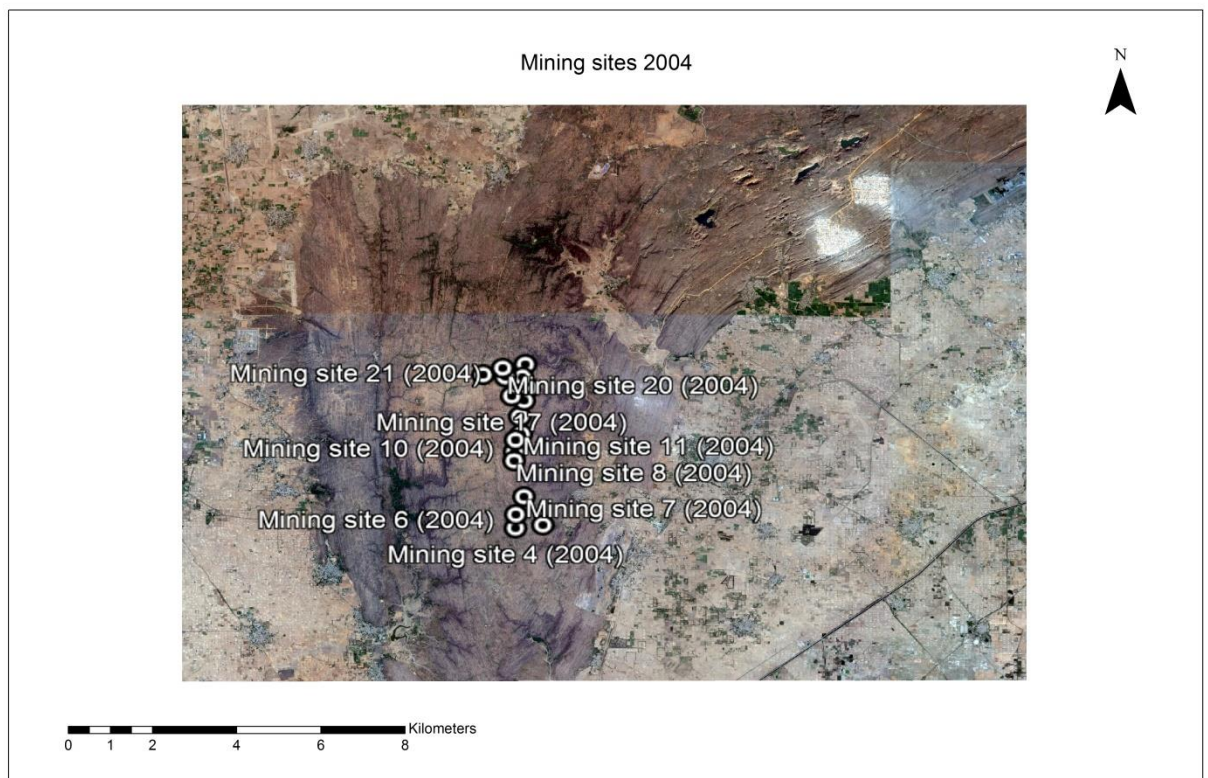 Mining sites 2004
N
Mining site 21 (2004)
Mining site 20 (2004)
Mining site 17 (2004)
Mining site 10 (2004)
Mining site 11 (2004)
Mining site 8 (2004)
Mining site 7 (2004)
Mining site 6 (2004)
Mining site 4 (2004)
Kilometers
0 1 2 4 6 8